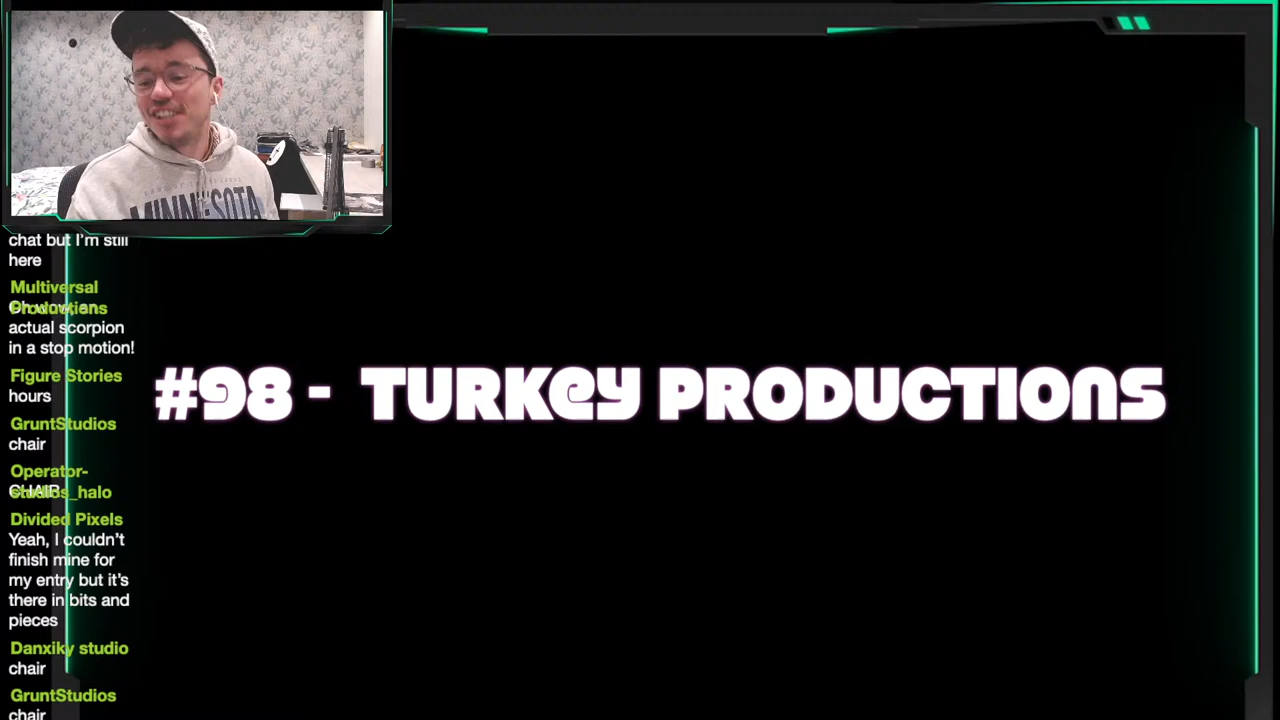 MINNESOTA
chat but I'm still
here
Multiversal
Productions
actual scorpion
in a stop motion!
Figure Stories
hours
GruntStudios
chair
Operator-
studios_halo
CHAIR
Divided Pixels
Yeah, I couldn't
finish mine for
my entry but it's
there in bits and
pieces
Danxiky studio
chair
GruntStudios
chair
#98 - TURKEY PRODUCTIONS